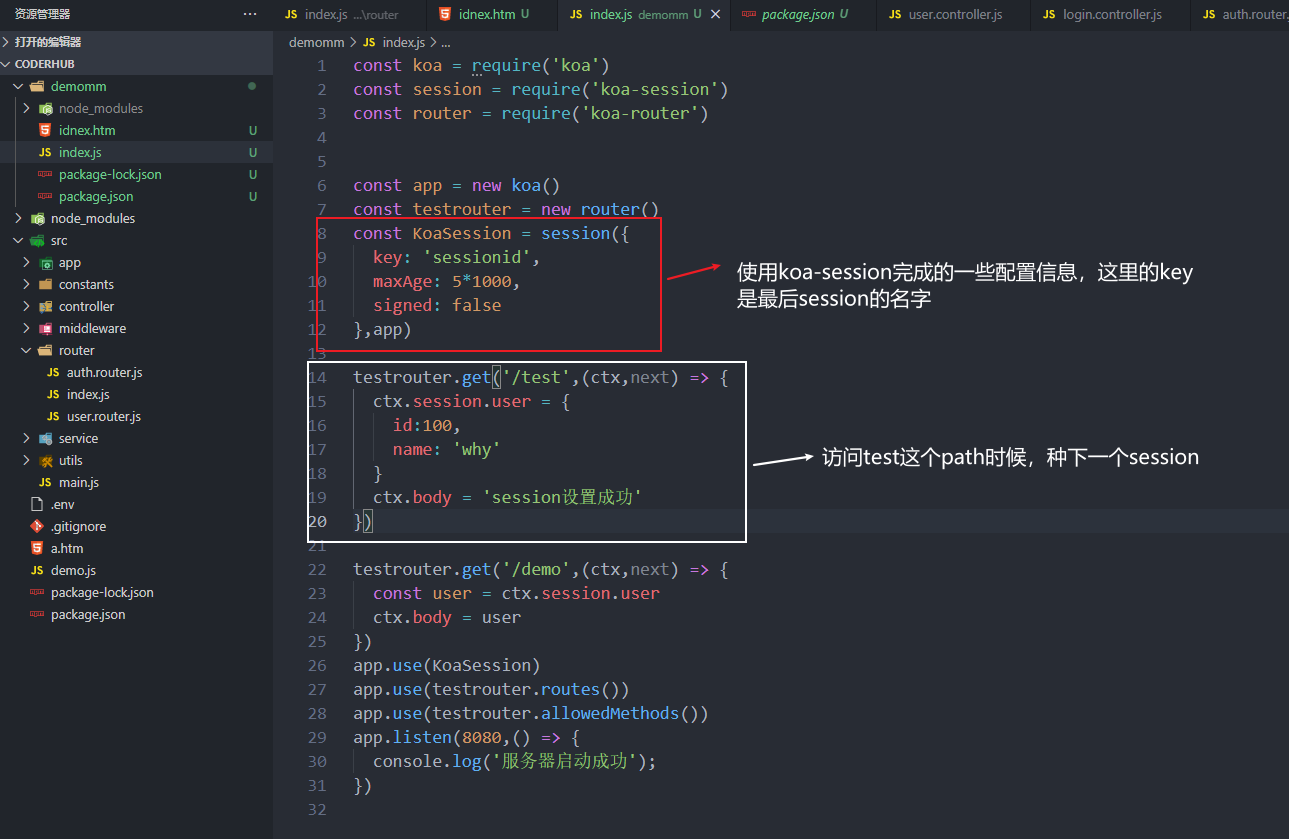 资源管理器 ···
JS index.js ...\router
idnex.htm U
JS index.js demomm U ×
package.json U
JS user.controller.js
JS login.controller.js
JS auth.router.
打开的编辑器
CODERHUB
demomm
node_modules
idnex.htm U
JS index.js U
package-lock.json U
package.json U
node_modules
src
app
constants
controller
middleware
router
JS auth.router.js
JS index.js
JS user.router.js
service
utils
JS main.js
.env
.gitignore
a.htm
JS demo.js
package-lock.json
package.json
demomm > JS index.js > ...
1 const koa = require('koa')
2 const session = require('koa-session')
3 const router = require('koa-router')
4
5
6 const app = new koa()
7 const testrouter = new router()
8 const KoaSession = session({
9 key: 'sessionid',
10 maxAge: 5*1000,
11 signed: false
12 },app)
13
14 testrouter.get('/test',(ctx,next) => {
15 ctx.session.user = {
16 id:100,
17 name: 'why'
18 }
19 ctx.body = 'session设置成功'
20 })
21
22 testrouter.get('/demo',(ctx,next) => {
23 const user = ctx.session.user
24 ctx.body = user
25 })
26 app.use(KoaSession)
27 app.use(testrouter.routes())
28 app.use(testrouter.allowedMethods())
29 app.listen(8080,() => {
30 console.log('服务器启动成功');
31 })
32
使用koa-session完成的一些配置信息，这里的key
是最后session的名字
访问test这个path时候，种下一个session